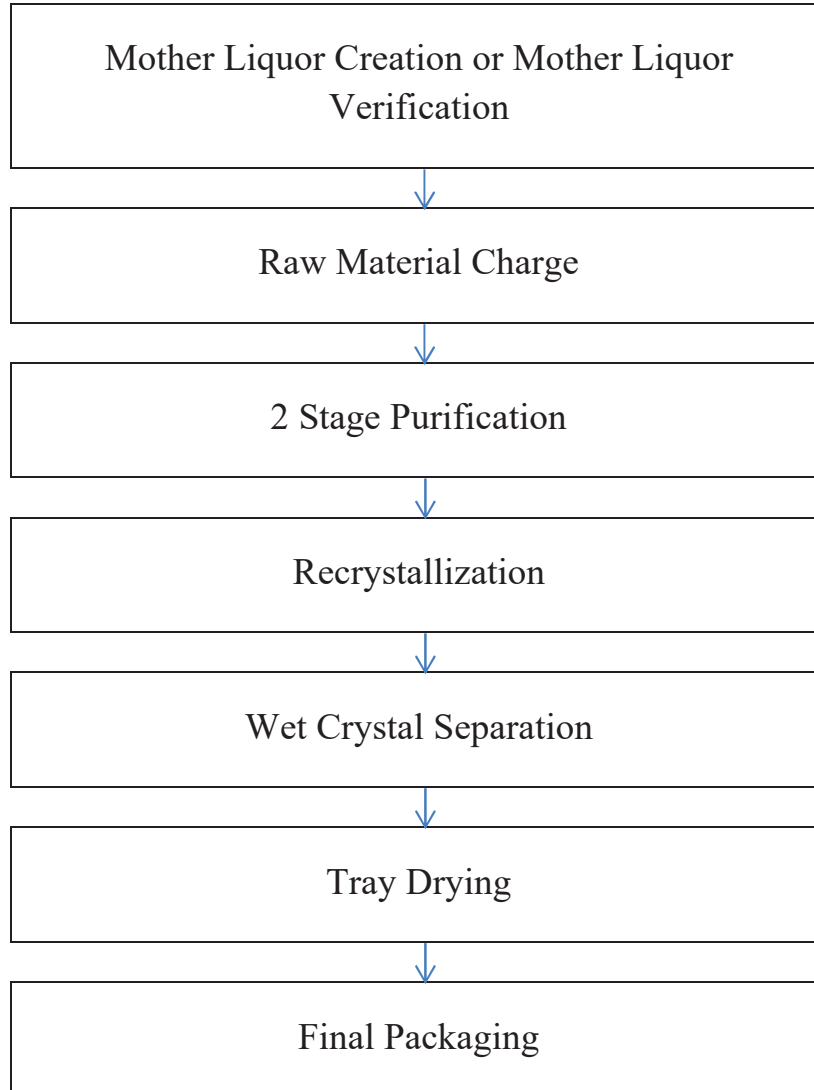 Mother Liquor Creation or Mother Liquor
Verification
Raw Material Charge
2 Stage Purification
Recrystallization
Wet Crystal Separation
Tray Drying
Final Packaging